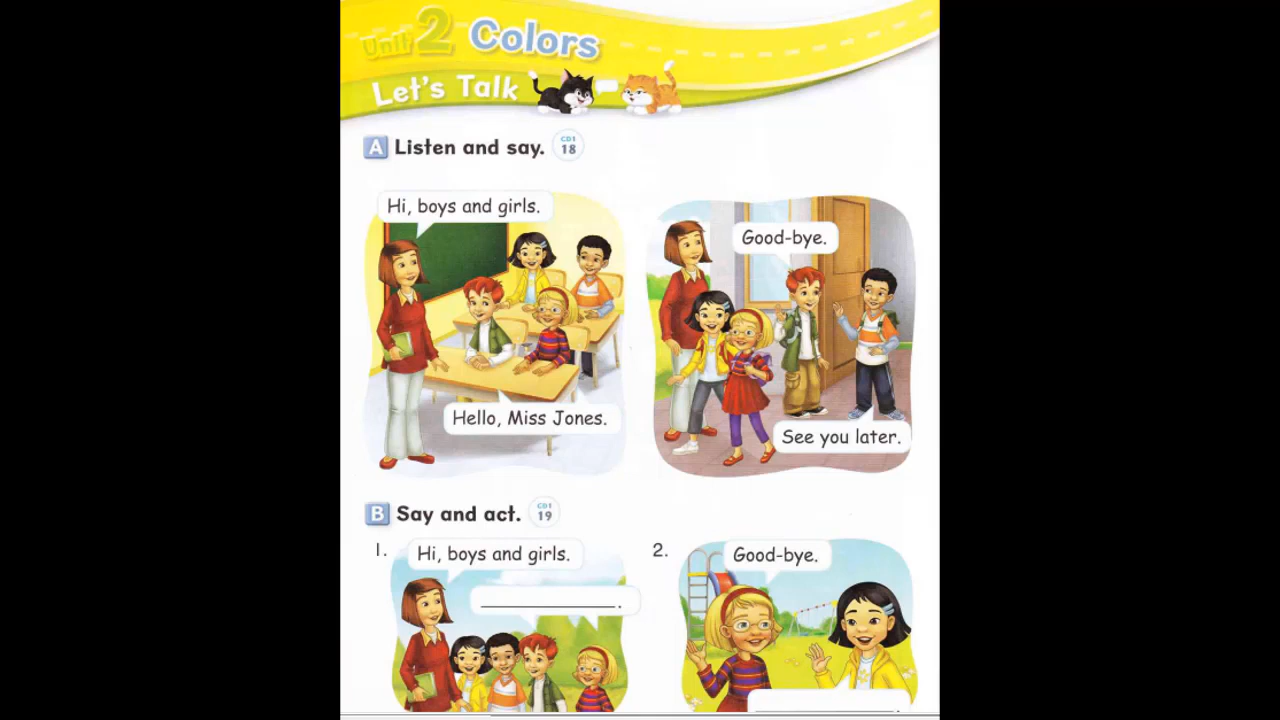 Unit 2 Colors
Let's Talk
A Listen and say. CD1 18
Hi, boys and girls.
Hello, Miss Jones.
Good-bye.
See you later.
B Say and act. CD1 19
1. Hi, boys and girls.
.
2. Good-bye.
.